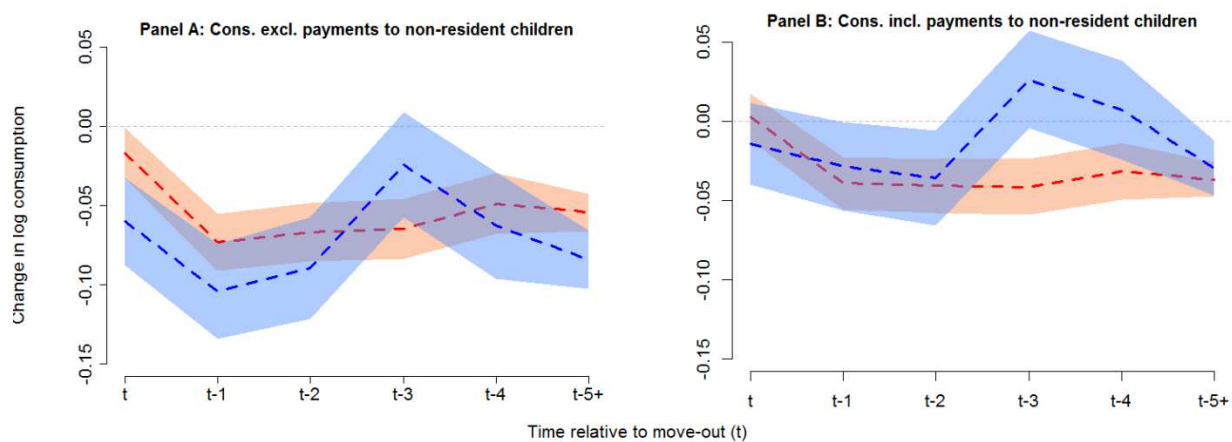 Panel A: Cons. excl. payments to non-resident children
Panel B: Cons. incl. payments to non-resident children
Change in log consumption
0.05
0.00
-0.05
-0.10
-0.15
t t-1 t-2 t-3 t-4 t-5+
0.05
0.00
-0.05
-0.10
-0.15
t t-1 t-2 t-3 t-4 t-5+
Time relative to move-out (t)